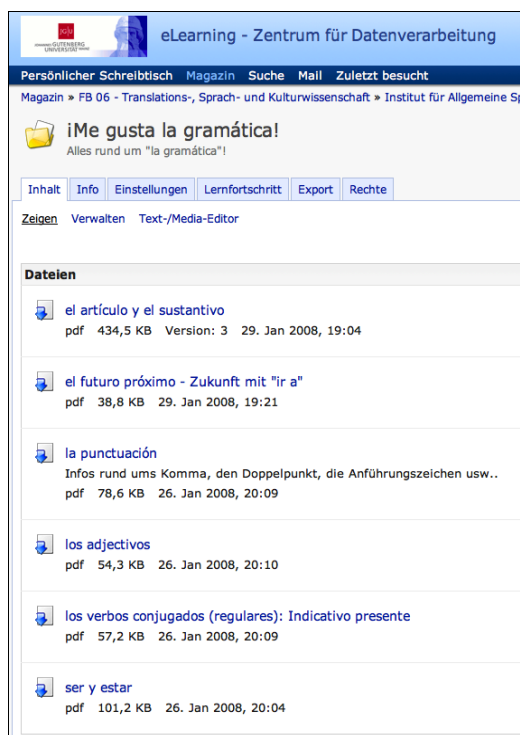 JG|U
JOHANNES GUTENBERG
UNIVERSITÄT MAINZ
eLearning - Zentrum für Datenverarbeitung
Persönlicher Schreibtisch Magazin Suche Mail Zuletzt besucht
Magazin » FB 06 - Translations-, Sprach- und Kulturwissenschaft » Institut für Allgemeine Sp
¡Me gusta la gramática!
Alles rund um "la gramática"!
Inhalt Info Einstellungen Lernfortschritt Export Rechte
Zeigen Verwalten Text-/Media-Editor
Dateien
el artículo y el sustantivo
pdf 434,5 KB Version: 3 29. Jan 2008, 19:04
el futuro próximo - Zukunft mit "ir a"
pdf 38,8 KB 29. Jan 2008, 19:21
la punctuación
Infos rund ums Komma, den Doppelpunkt, die Anführungszeichen usw..
pdf 78,6 KB 26. Jan 2008, 20:09
los adjectivos
pdf 54,3 KB 26. Jan 2008, 20:10
los verbos conjugados (regulares): Indicativo presente
pdf 57,2 KB 26. Jan 2008, 20:09
ser y estar
pdf 101,2 KB 26. Jan 2008, 20:04